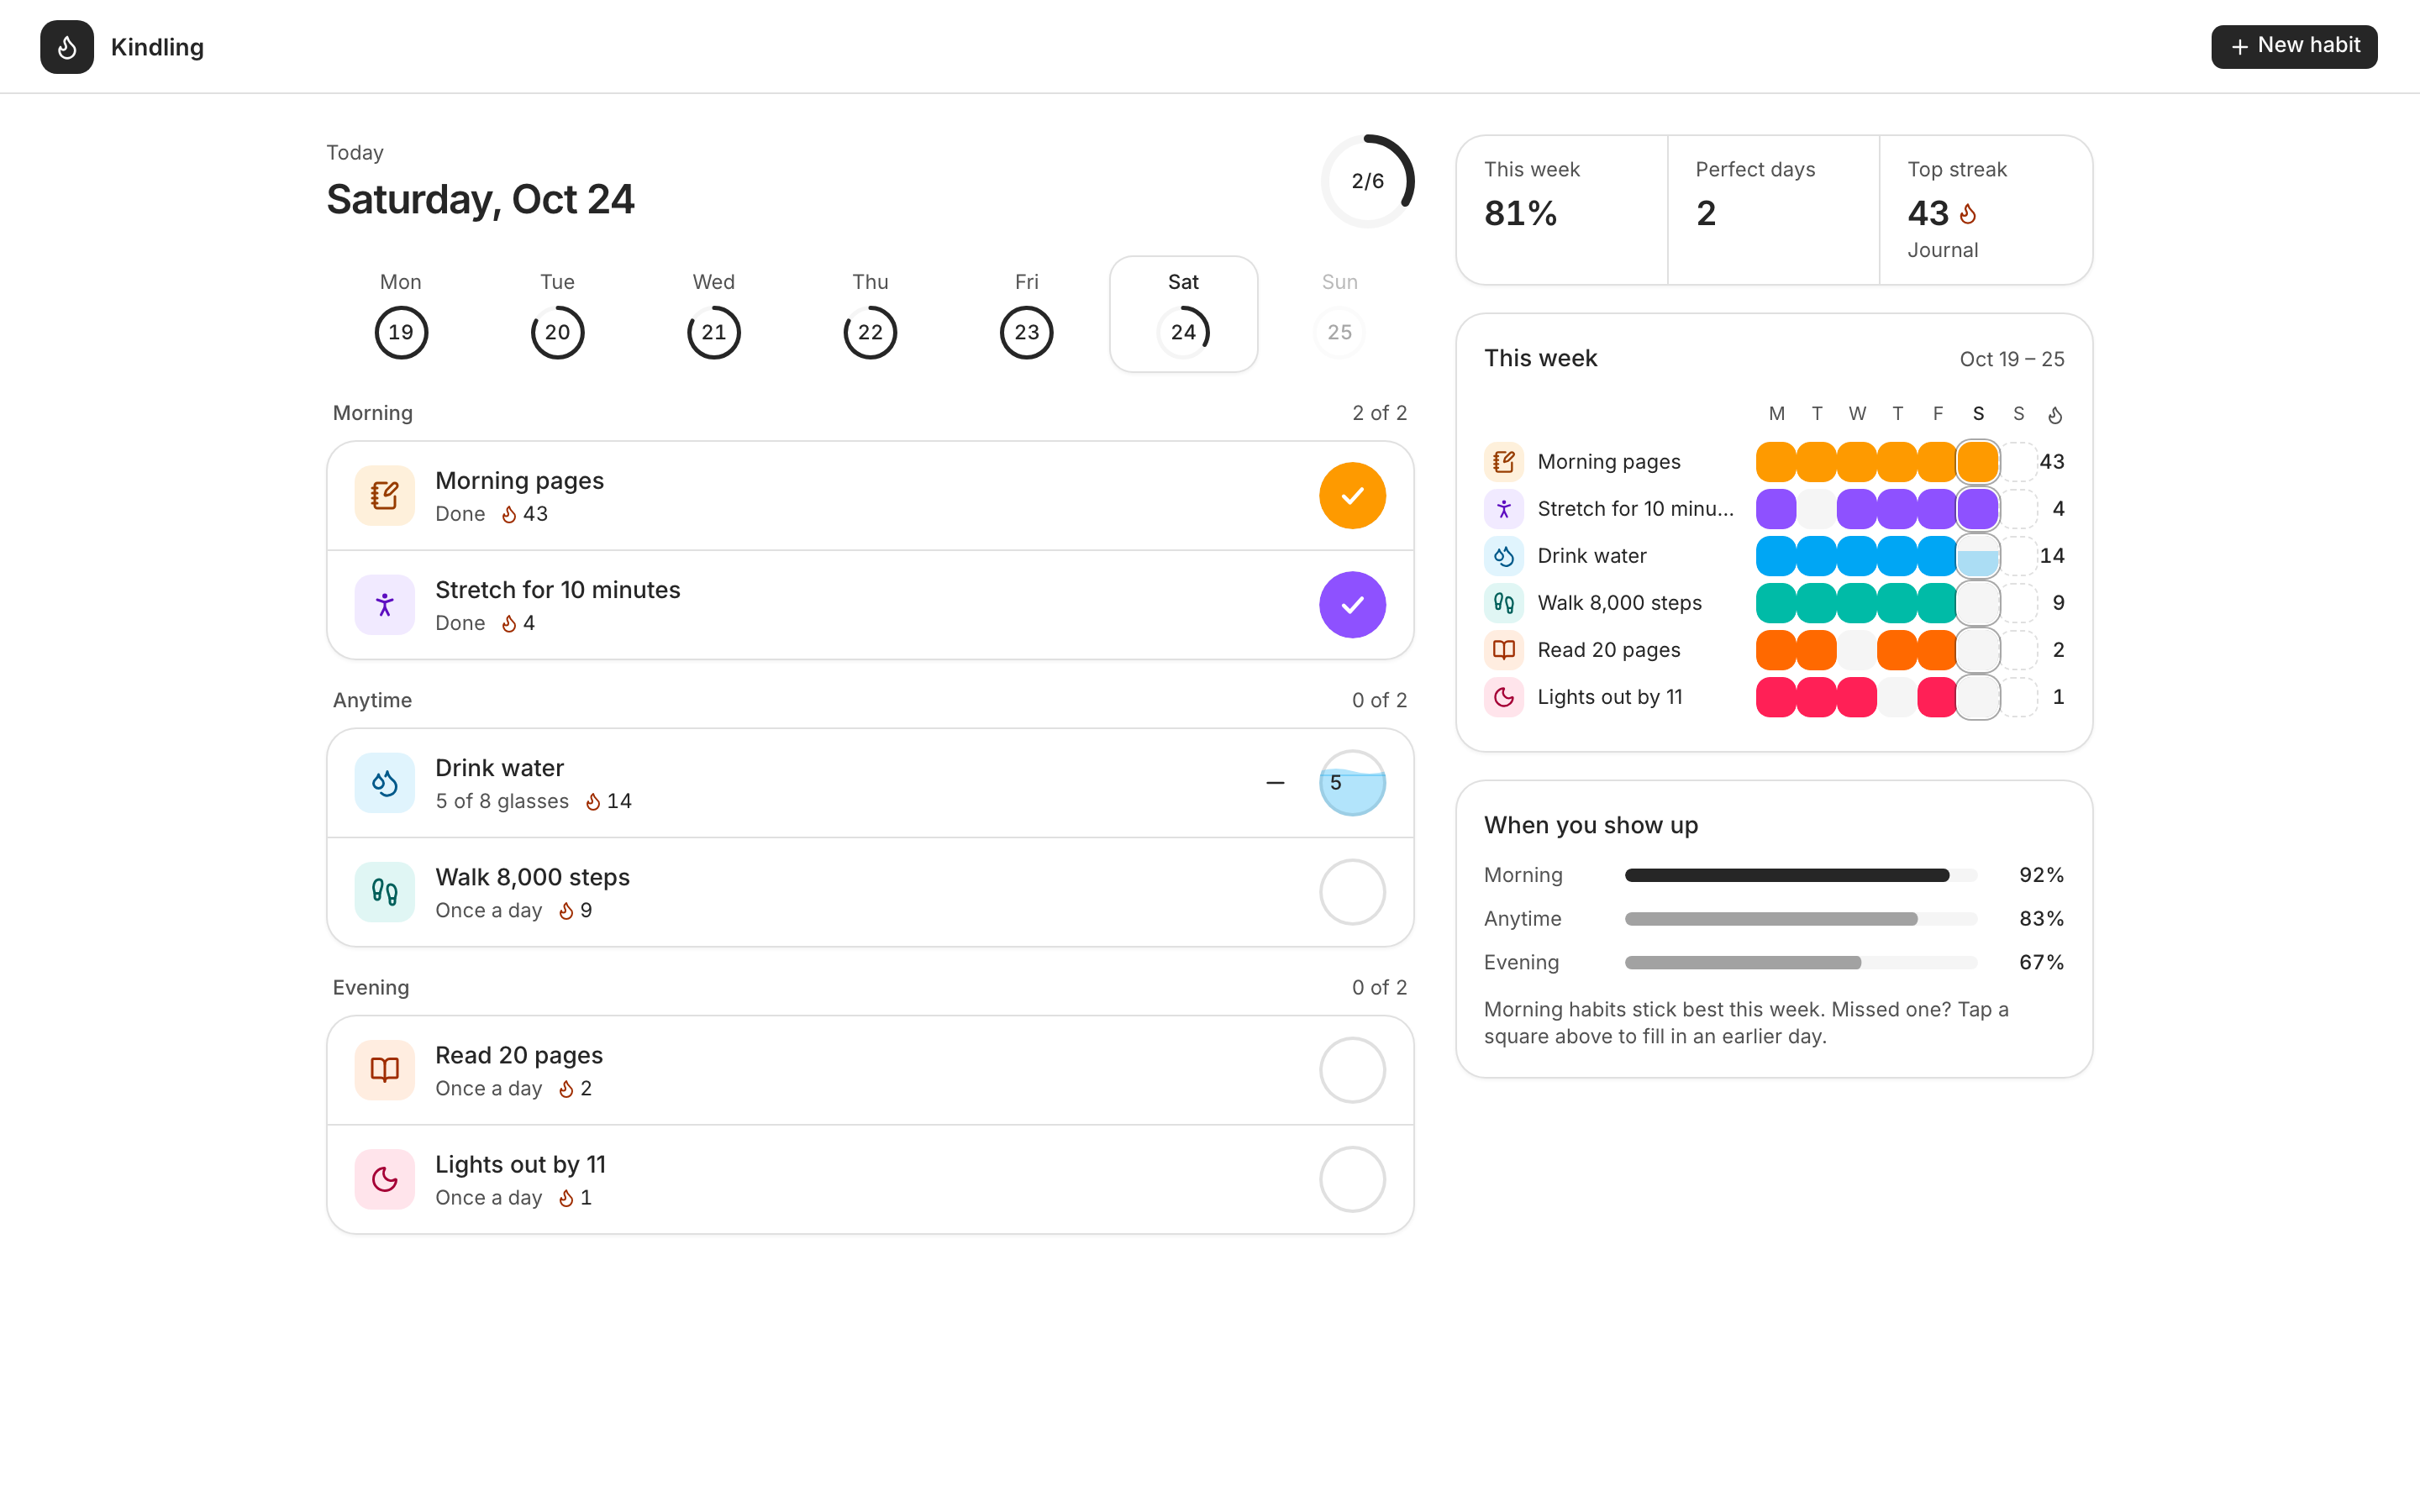 Kindling
New habit
Today
Saturday, Oct 24
2/6
Mon Tue Wed Thu Fri Sat Sun
19 20 21 22 23 24 25
Morning 2 of 2
Morning pages
Done 43
Stretch for 10 minutes
Done 4
Anytime 0 of 2
Drink water
5 of 8 glasses 14
5
Walk 8,000 steps
Once a day 9
Evening 0 of 2
Read 20 pages
Once a day 2
Lights out by 11
Once a day 1
This week
81%
Perfect days
2
Top streak
43
Journal
This week Oct 19 – 25
M T W T F S S
Morning pages 43
Stretch for 10 minu... 4
Drink water 14
Walk 8,000 steps 9
Read 20 pages 2
Lights out by 11 1
When you show up
Morning 92%
Anytime 83%
Evening 67%
Morning habits stick best this week. Missed one? Tap a
square above to fill in an earlier day.